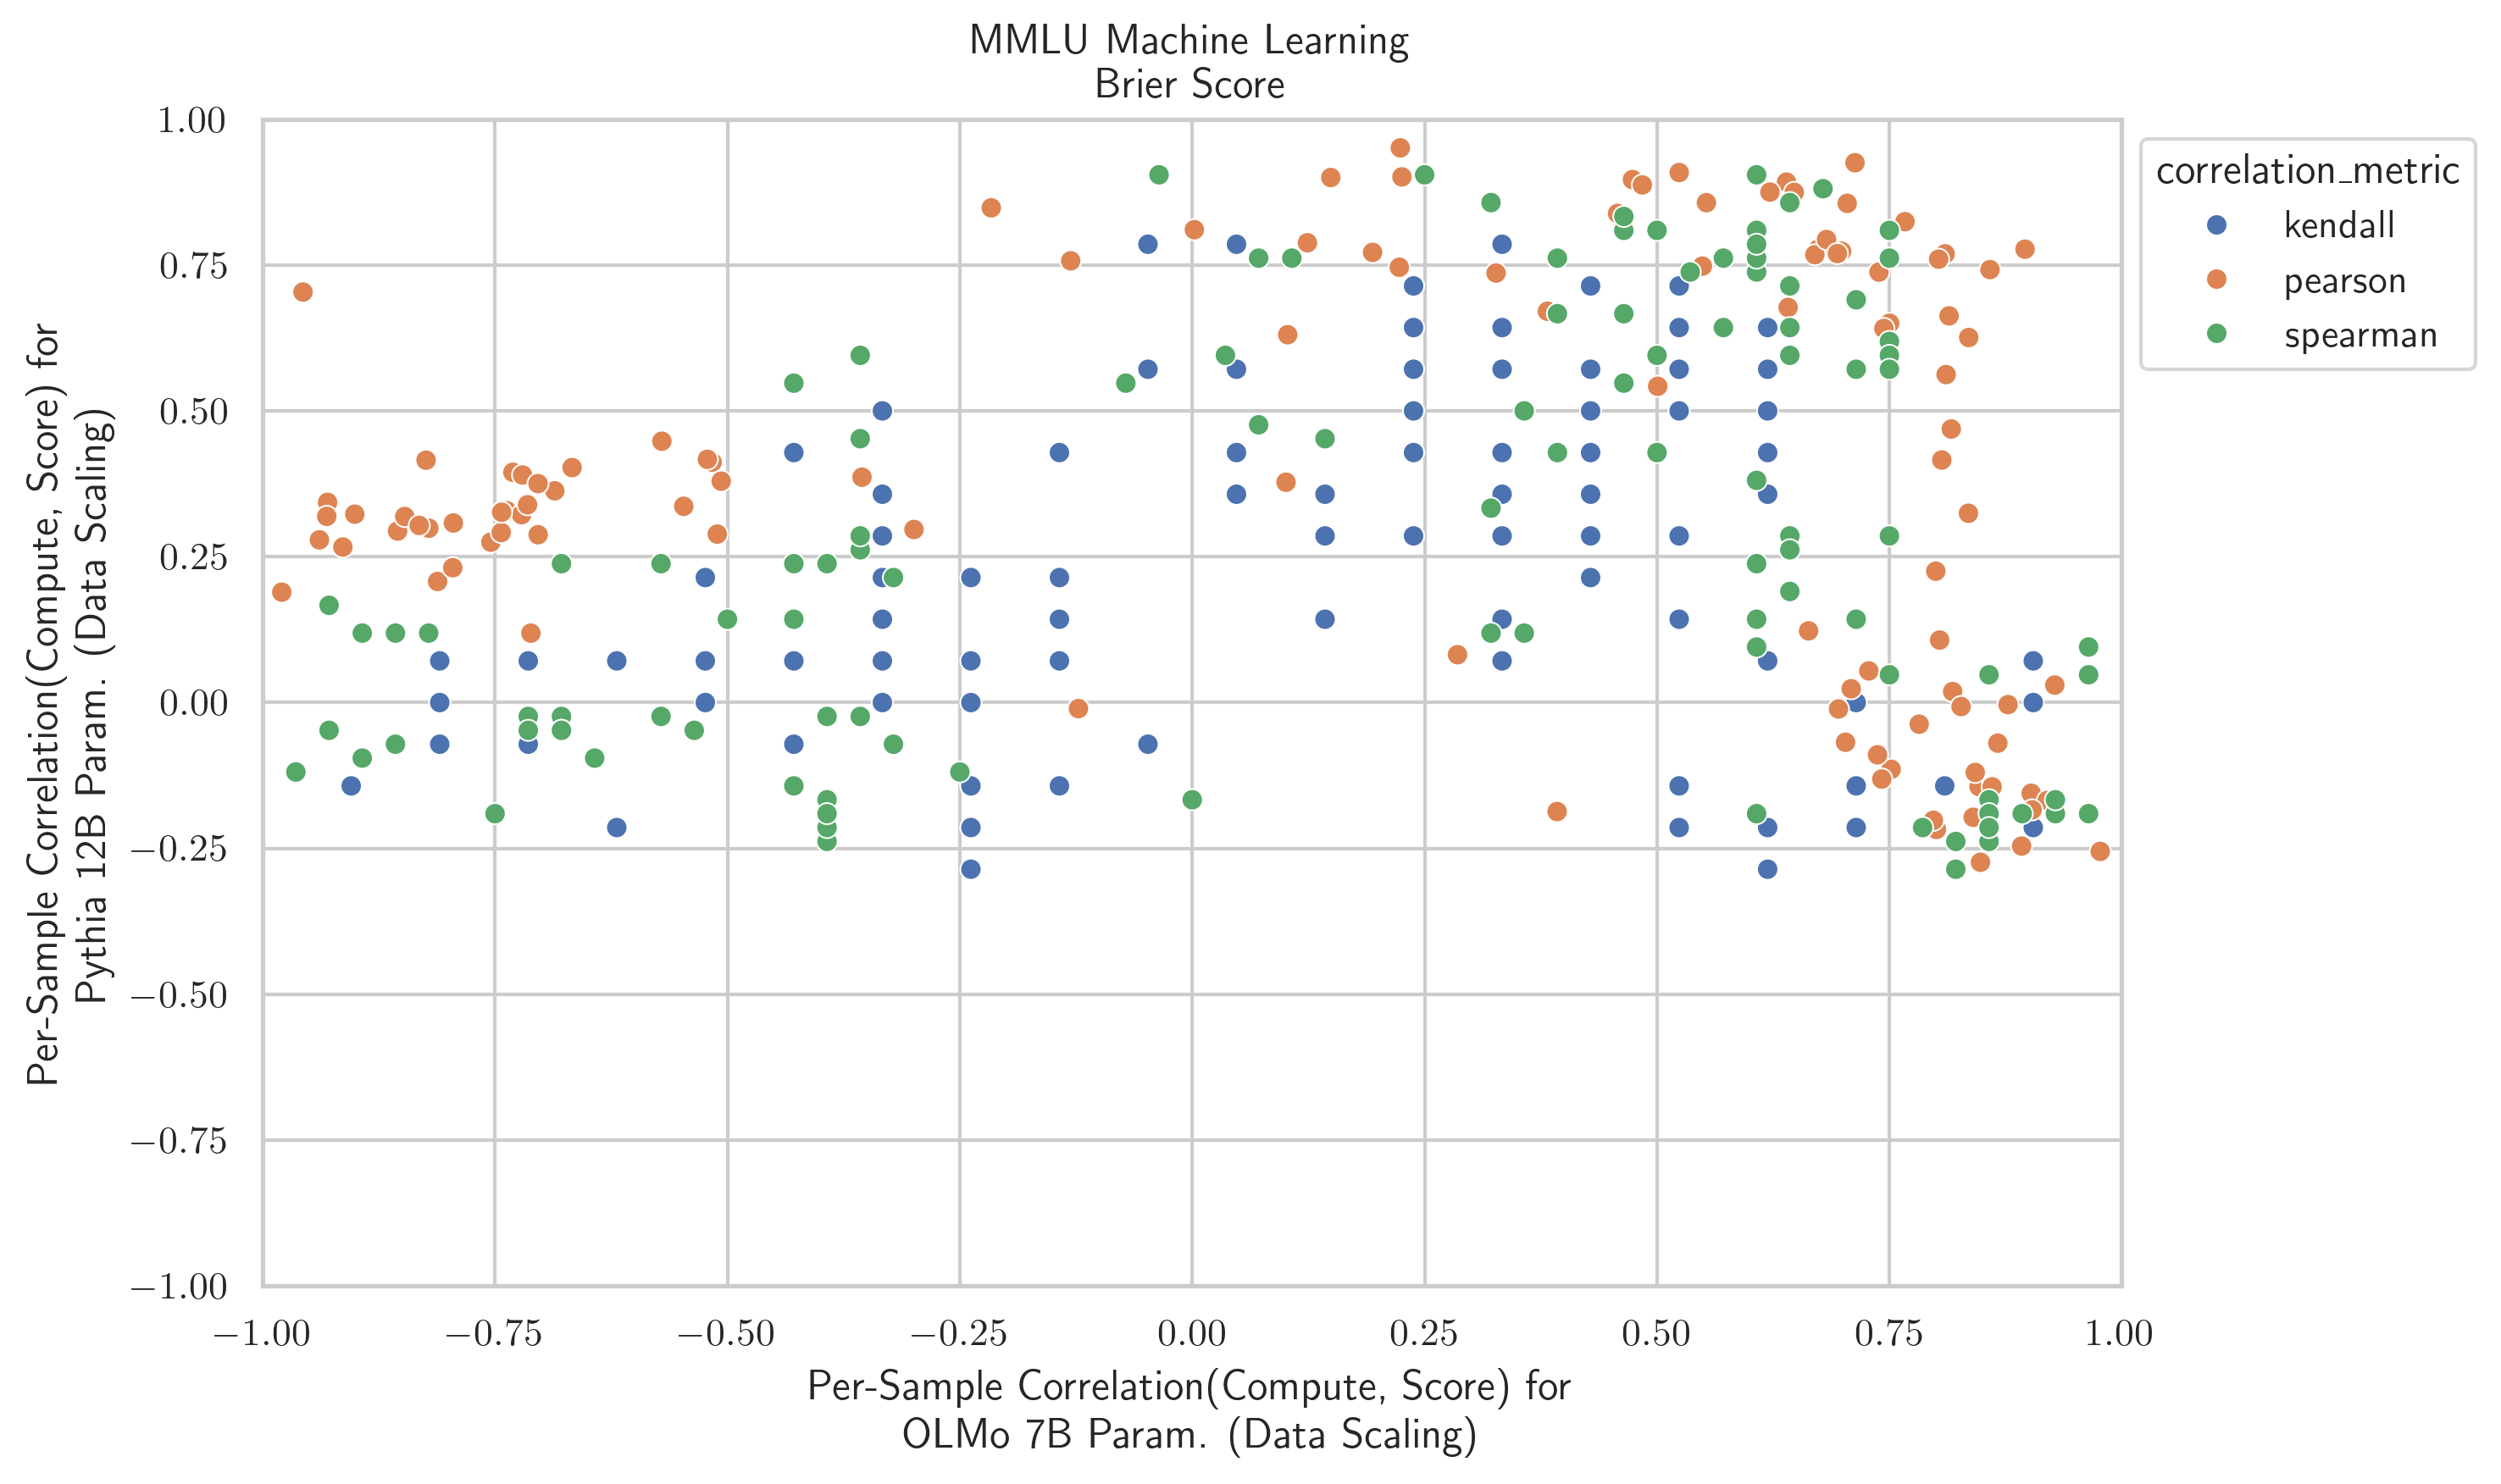 MMLU Machine Learning
Brier Score
Per-Sample Correlation(Compute, Score) for
Pythia 12B Param. (Data Scaling)
1.00
0.75
0.50
0.25
0.00
−0.25
−0.50
−0.75
−1.00
−1.00 −0.75 −0.50 −0.25 0.00 0.25 0.50 0.75 1.00
Per-Sample Correlation(Compute, Score) for
OLMo 7B Param. (Data Scaling)
correlation_metric
kendall
pearson
spearman